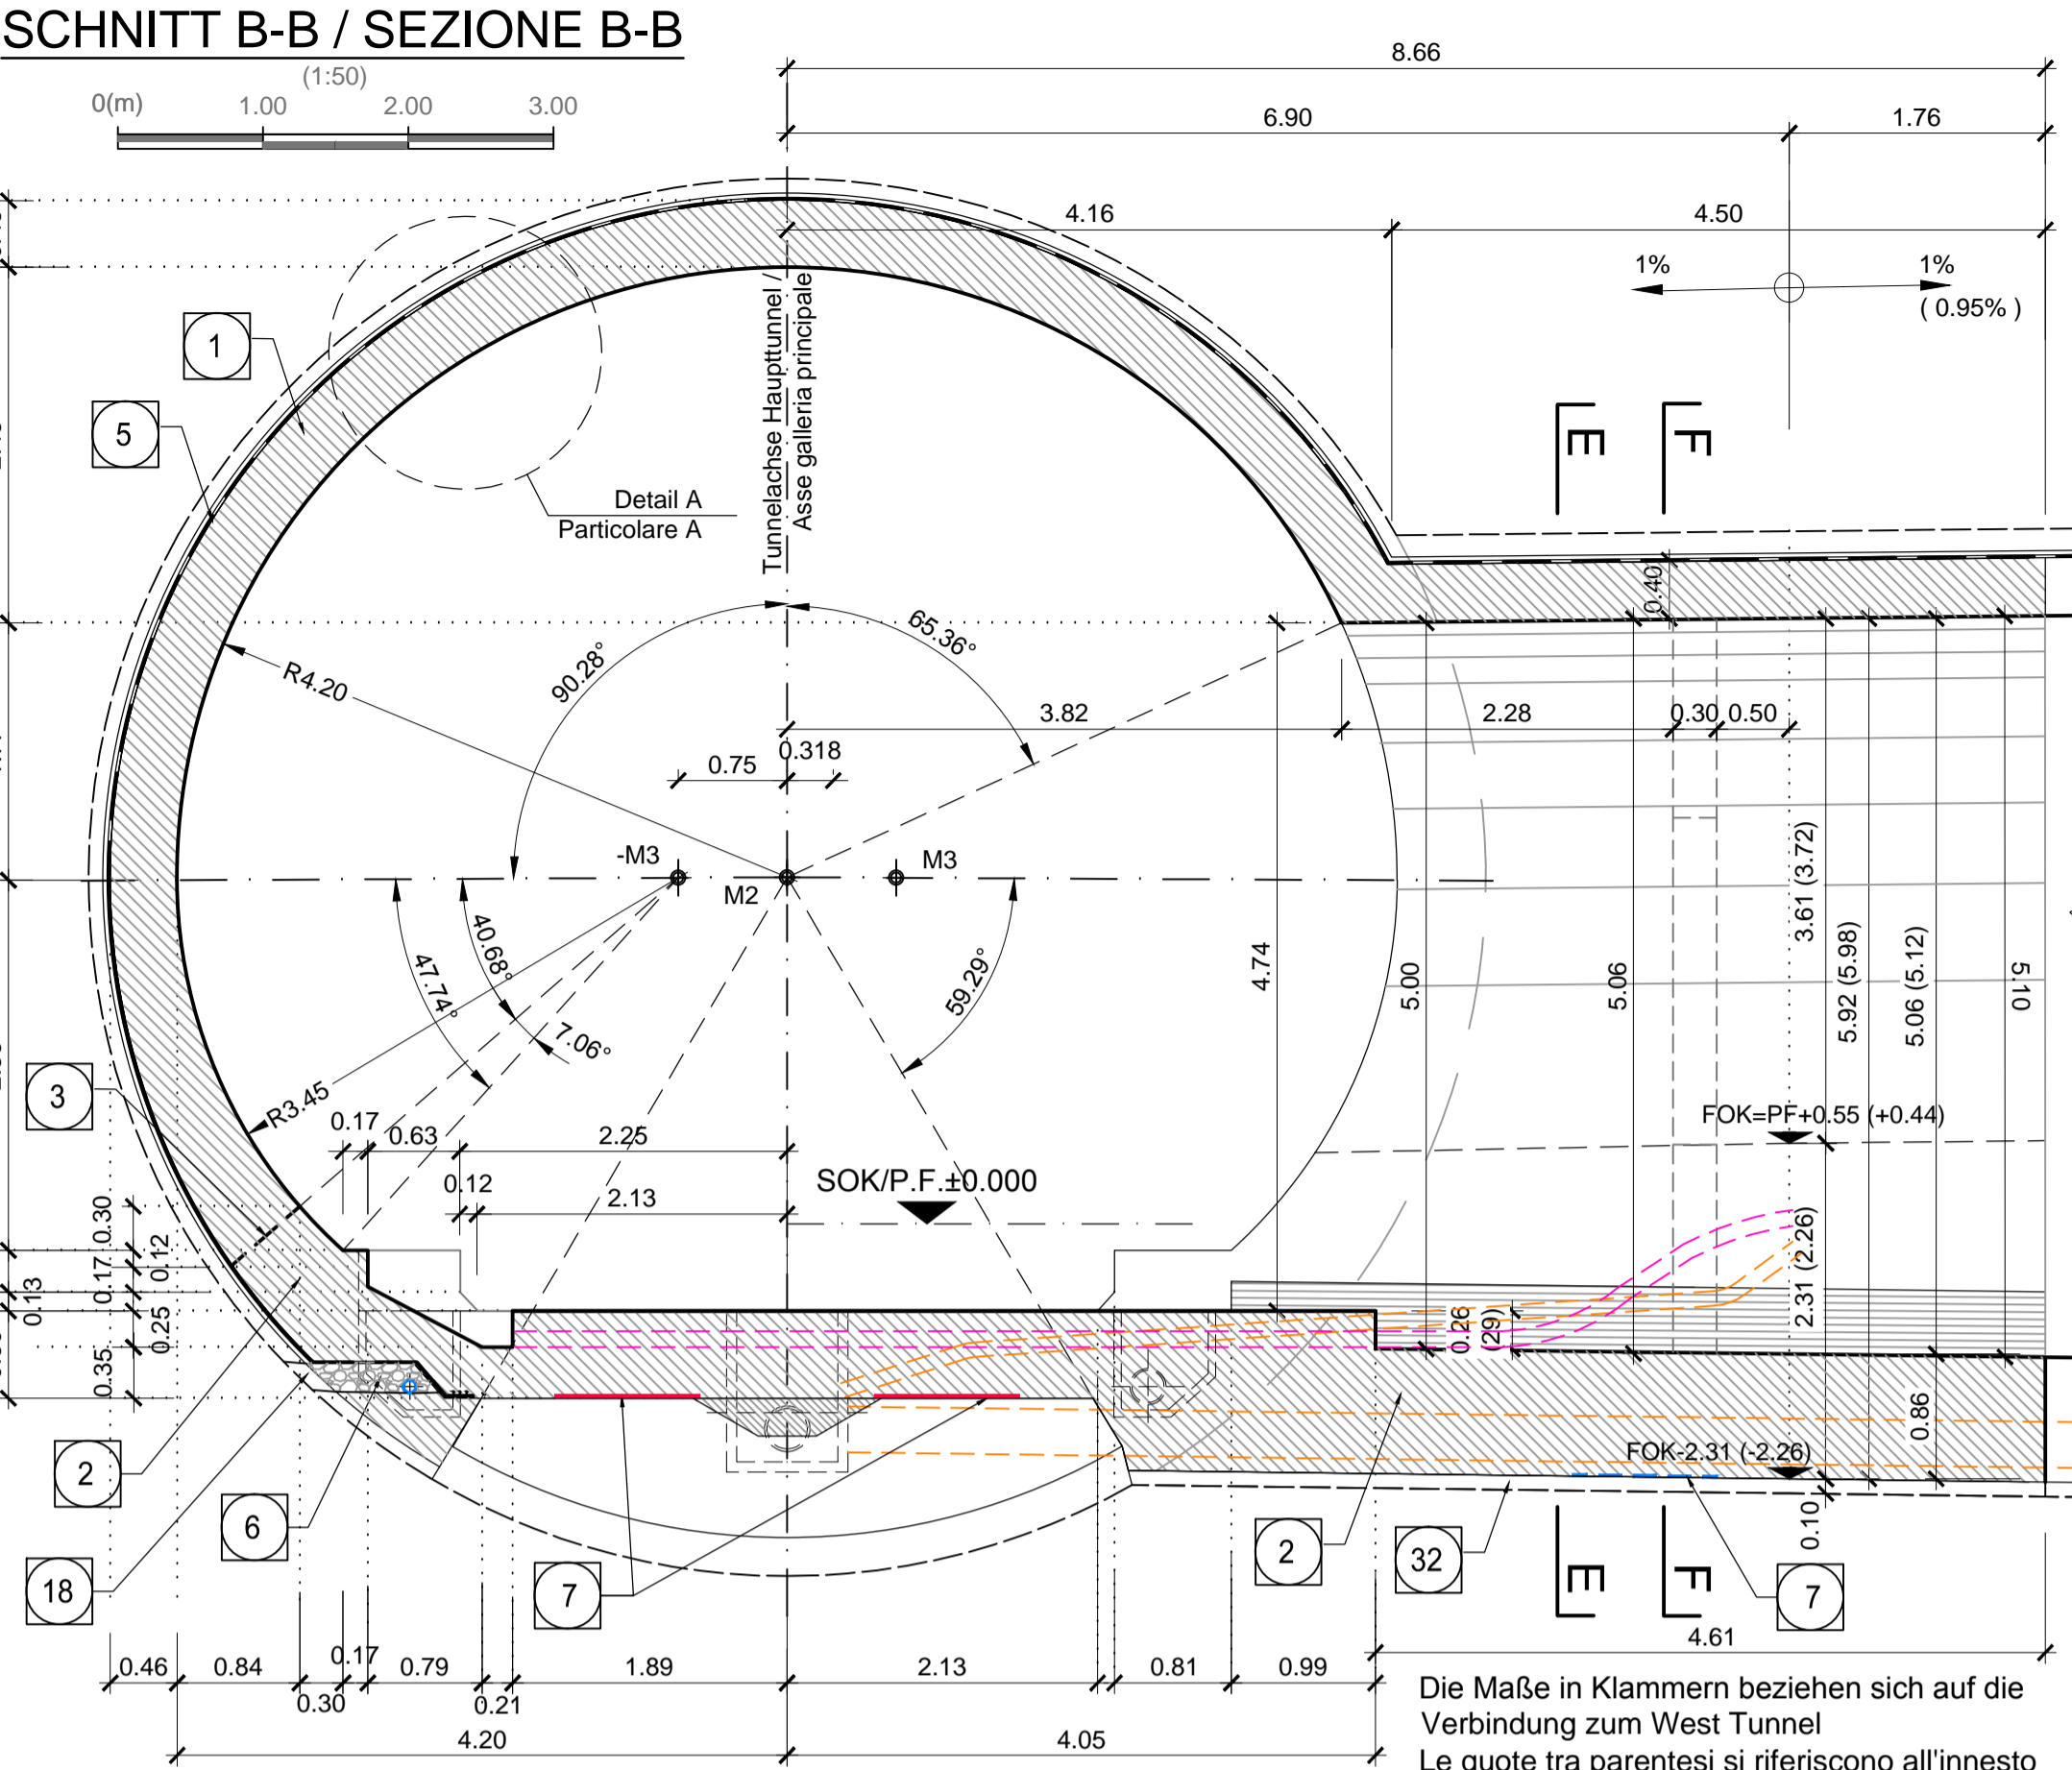 SCHNITT B-B / SEZIONE B-B
(1:50)
0(m) 1.00 2.00 3.00
8.66
6.90 1.76
4.16 4.50
1% 1%
( 0.95% )
Tunnelachse Haupttunnel /
Asse galleria principale
1
5
Detail A
Particolare A
E F
0.40
R4.20
90.28°
65.36°
3.82 2.28 0.30 0.50
0.75 0.318
-M3 M2 M3
40.68°
47.74°
7.06°
59.29°
4.74
5.00
5.06
3.61 (3.72)
5.92 (5.98)
5.06 (5.12)
5.10
R3.45
3
0.17 0.63 2.25
0.12 2.13
SOK/P.F.±0.000
FOK=PF+0.55 (+0.44)
2.31 (2.26)
0.30
0.12
0.17
0.13
0.25
0.35
0.26
(29)
0.86
FOK-2.31 (-2.26)
0.10
2
6
18
7
2
32
E F
7
4.61
0.46 0.84 0.30 0.17 0.79 0.21 1.89 2.13 0.81 0.99
4.20 4.05
Die Maße in Klammern beziehen sich auf die
Verbindung zum West Tunnel
Le quote tra parentesi si riferiscono all'innesto